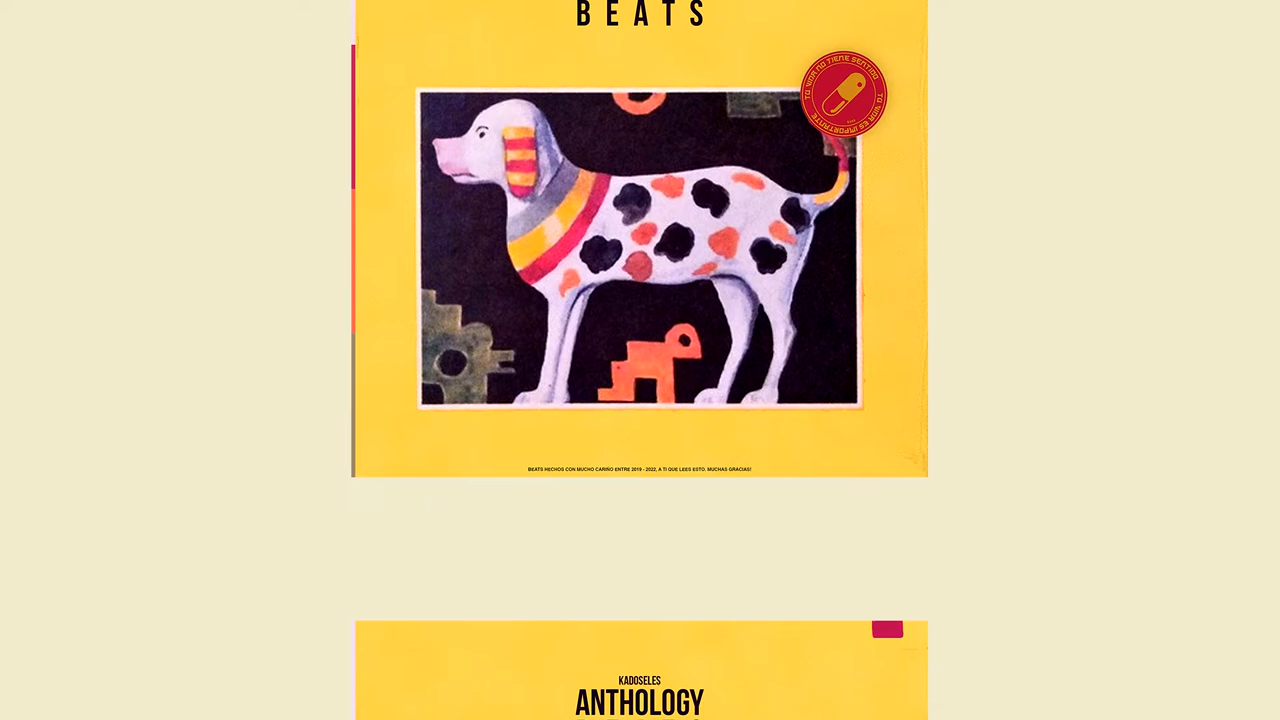 BEATS
TU VIDA NO TIENE SENTIDO
TU VIDA ES IMPORTANTE
BEATS HECHOS CON MUCHO CARIÑO ENTRE 2019 - 2022, A TI QUE LEES ESTO. MUCHAS GRACIAS!
KADOSELES
ANTHOLOGY